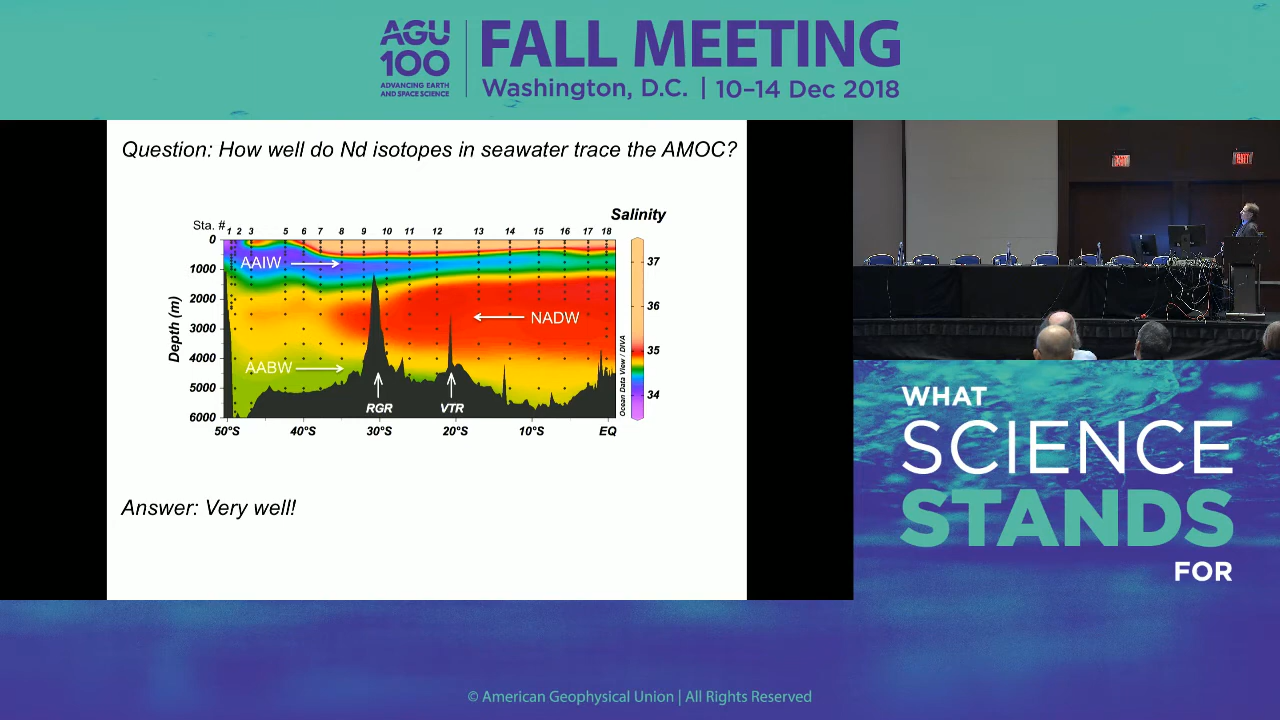 AGU
100
ADVANCING EARTH
AND SPACE SCIENCE
FALL MEETING
Washington, D.C. | 10–14 Dec 2018
Question: How well do Nd isotopes in seawater trace the AMOC?
Salinity
Sta. #
1 2 3 5 6 7 8 9 10 11 12 13 14 15 16 17 18
0
1000
2000
3000
4000
5000
6000
Depth (m)
AAIW
NADW
AABW
RGR
VTR
50°S 40°S 30°S 20°S 10°S EQ
37
36
35
34
Ocean Data View / DIVA
Answer: Very well!
EXIT
EXIT
WHAT
SCIENCE
STANDS
FOR
© American Geophysical Union | All Rights Reserved